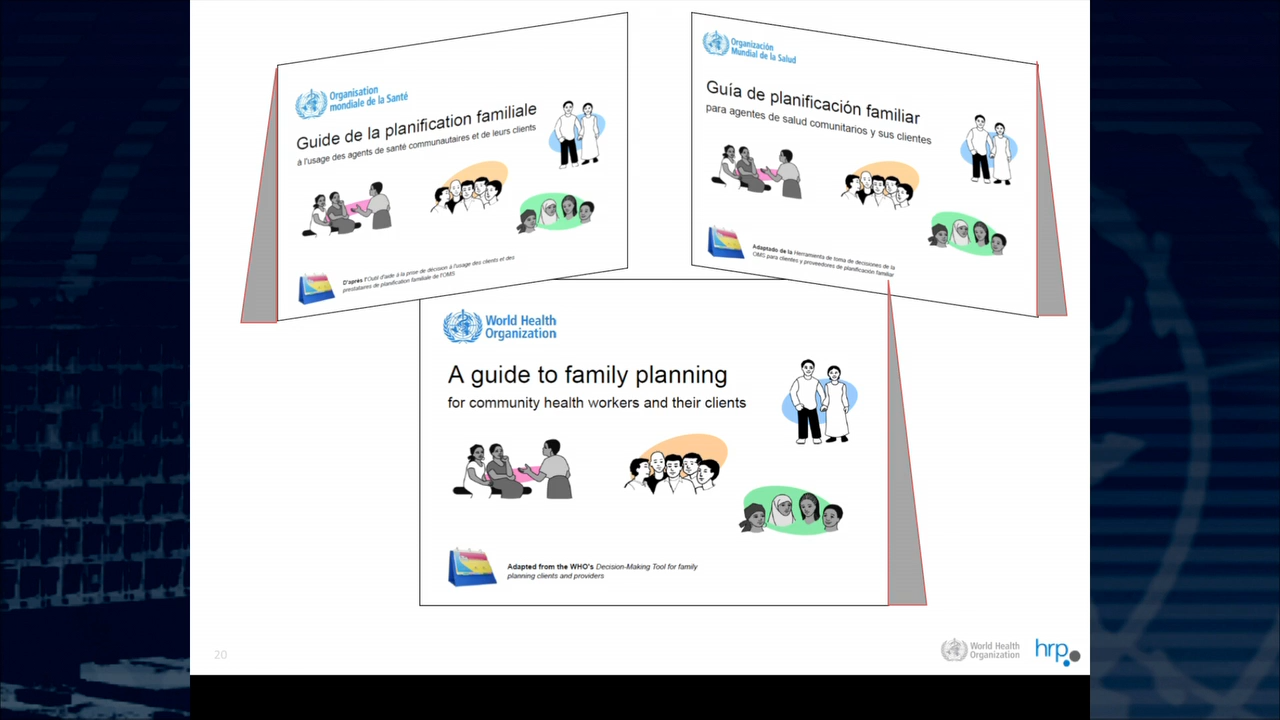 Organisation
mondiale de la Santé
Guide de la planification familiale
à l'usage des agents de santé communautaires et de leurs clients
D'après l'Outil d'aide à la prise de décision à l'usage des clients et des
prestataires de planification familiale de l'OMS
Organización
Mundial de la Salud
Guía de planificación familiar
para agentes de salud comunitarios y sus clientes
Adaptado de la Herramienta de toma de decisiones de la
OMS para clientes y proveedores de planificación familiar
World Health
Organization
A guide to family planning
for community health workers and their clients
Adapted from the WHO's Decision-Making Tool for family
planning clients and providers
20
World Health
Organization
hrp